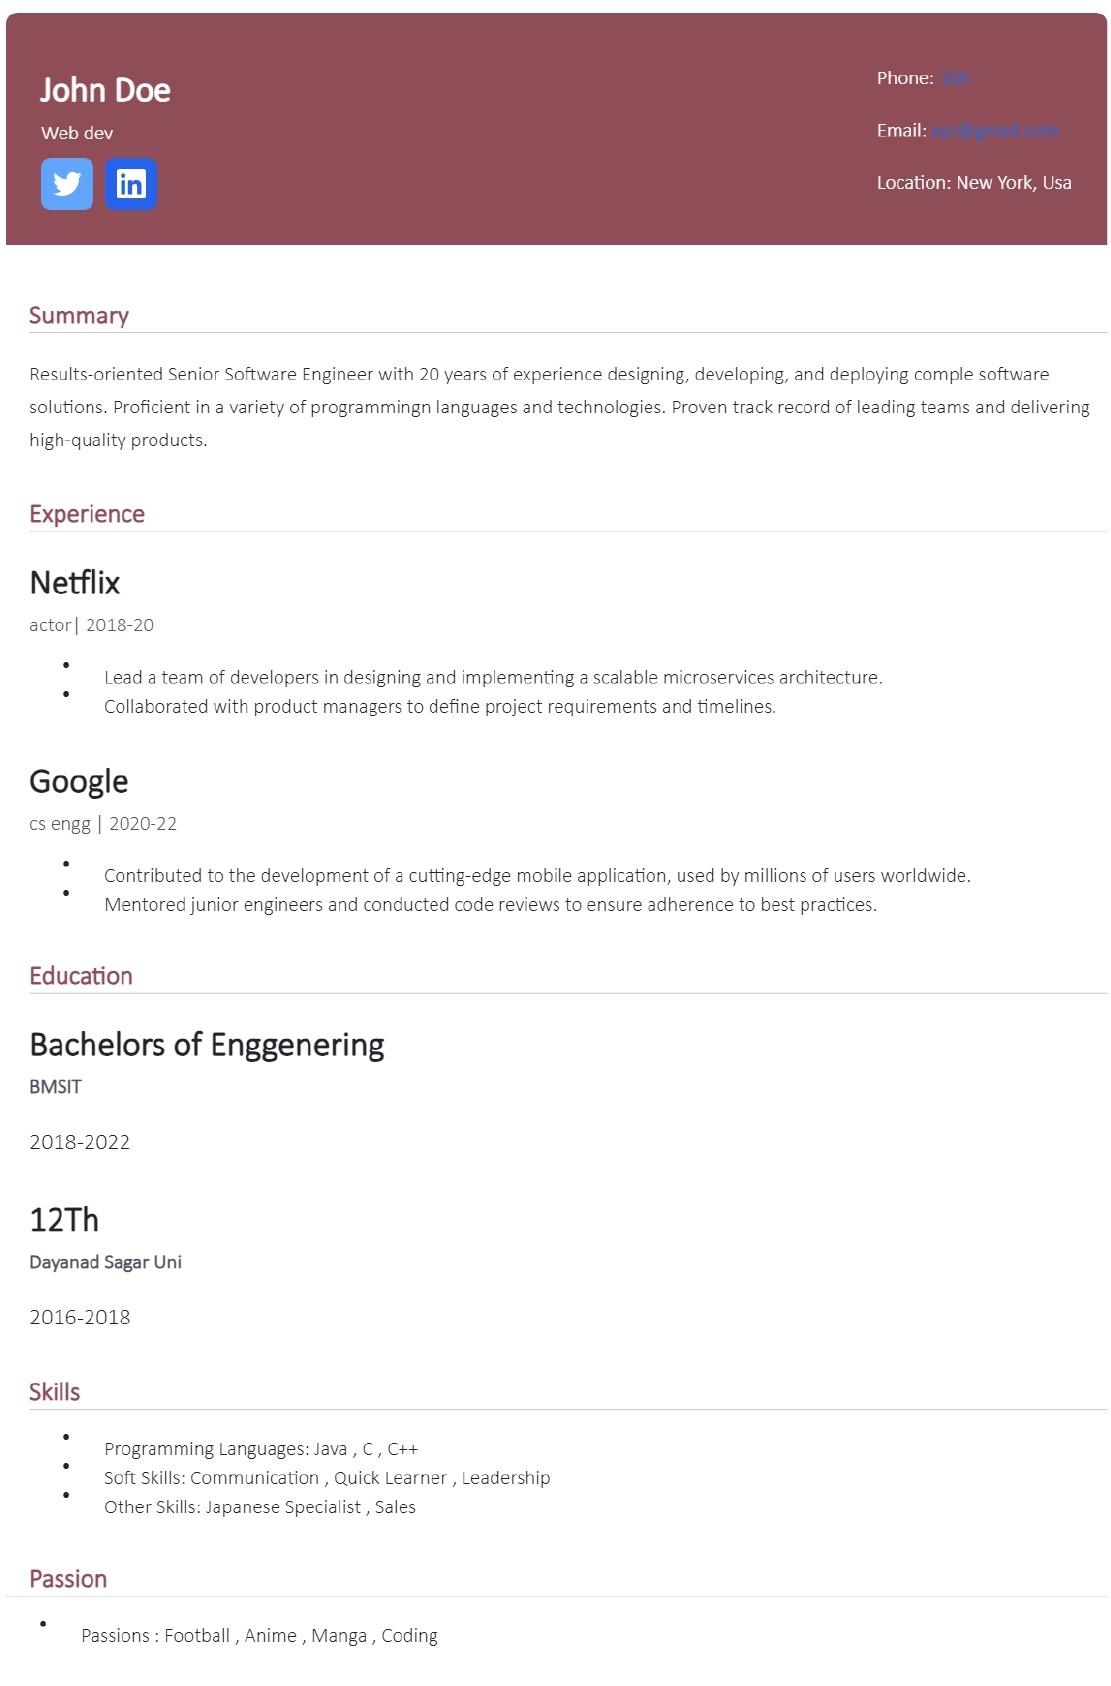 John Doe
Web dev
Phone: 100
Email: xyz@gmail.com
Location: New York, Usa
Summary
Results-oriented Senior Software Engineer with 20 years of experience designing, developing, and deploying comple software
solutions. Proficient in a variety of programmingn languages and technologies. Proven track record of leading teams and delivering
high-quality products.
Experience
Netflix
actor| 2018-20
• Lead a team of developers in designing and implementing a scalable microservices architecture.
• Collaborated with product managers to define project requirements and timelines.
Google
cs engg | 2020-22
• Contributed to the development of a cutting-edge mobile application, used by millions of users worldwide.
• Mentored junior engineers and conducted code reviews to ensure adherence to best practices.
Education
Bachelors of Enggenering
BMSIT
2018-2022
12Th
Dayanad Sagar Uni
2016-2018
Skills
• Programming Languages: Java , C , C++
• Soft Skills: Communication , Quick Learner , Leadership
• Other Skills: Japanese Specialist , Sales
Passion
• Passions : Football , Anime , Manga , Coding